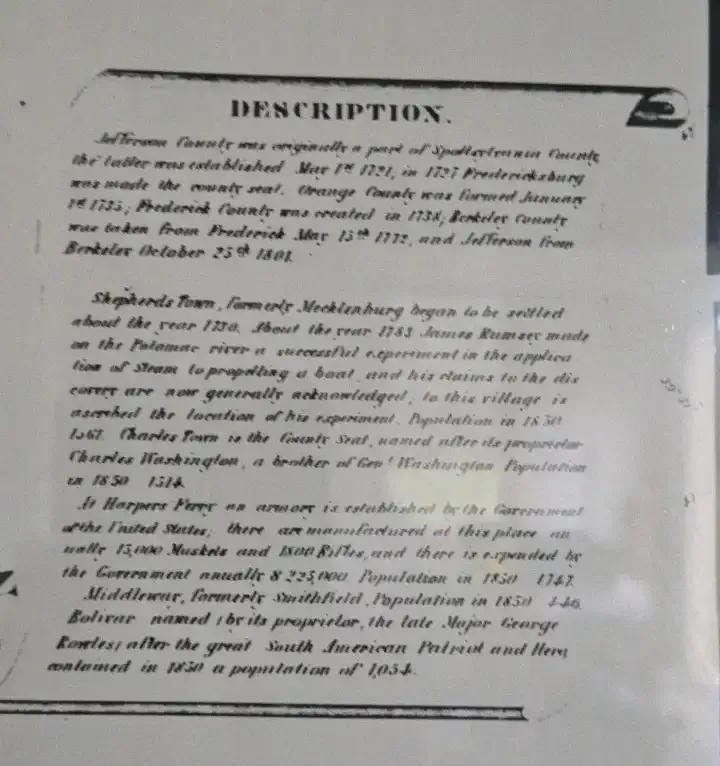 DESCRIPTION.
Jefferson County was originally a part of Spottsylvania County,
the latter was established May 1st 1721, in 1727 Fredericksburg
was made the county seat. Orange County was formed January
1st 1735; Frederick County was created in 1738; Berkeley County
was taken from Frederick May 15th 1772, and Jefferson from
Berkeley October 25th 1801.
Shepherds Town, formerly Mecklenburg began to be settled
about the year 1730. About the year 1783 James Rumsey made
on the Potomac river a successful experiment in the applica
tion of Steam to propelling a boat, and his claims to the dis
covery are now generally acknowledged, to this village is
ascribed the location of his experiment. Population in 1850
1561. Charles Town is the County Seat, named after its proprietor
Charles Washington, a brother of Genl Washington Population
in 1850 1514.
At Harpers Ferry an armory is established by the Government
of the United States; there are manufactured at this place an
nually 15,000 Muskets and 1800 Rifles, and there is expended by
the Government anually $ 225,000. Population in 1850 1747.
Middleway, formerly Smithfield, Population in 1850 446.
Bolivar named (by its proprietor, the late Major George
Rowles) after the great South American Patriot and Hero,
contained in 1850 a population of 1,054.